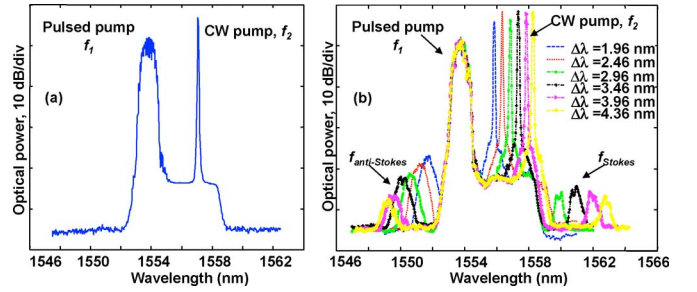 Pulsed pump
f1
CW pump, f2
(a)
Optical power, 10 dB/div
1546 1550 1554 1558 1562
Wavelength (nm)
Pulsed pump
f1
CW pump, f2
Δλ =1.96 nm
Δλ =2.46 nm
Δλ =2.96 nm
Δλ =3.46 nm
Δλ =3.96 nm
Δλ =4.36 nm
(b)
fanti-Stokes
fStokes
Optical power, 10 dB/div
1546 1550 1554 1558 1562 1566
Wavelength (nm)